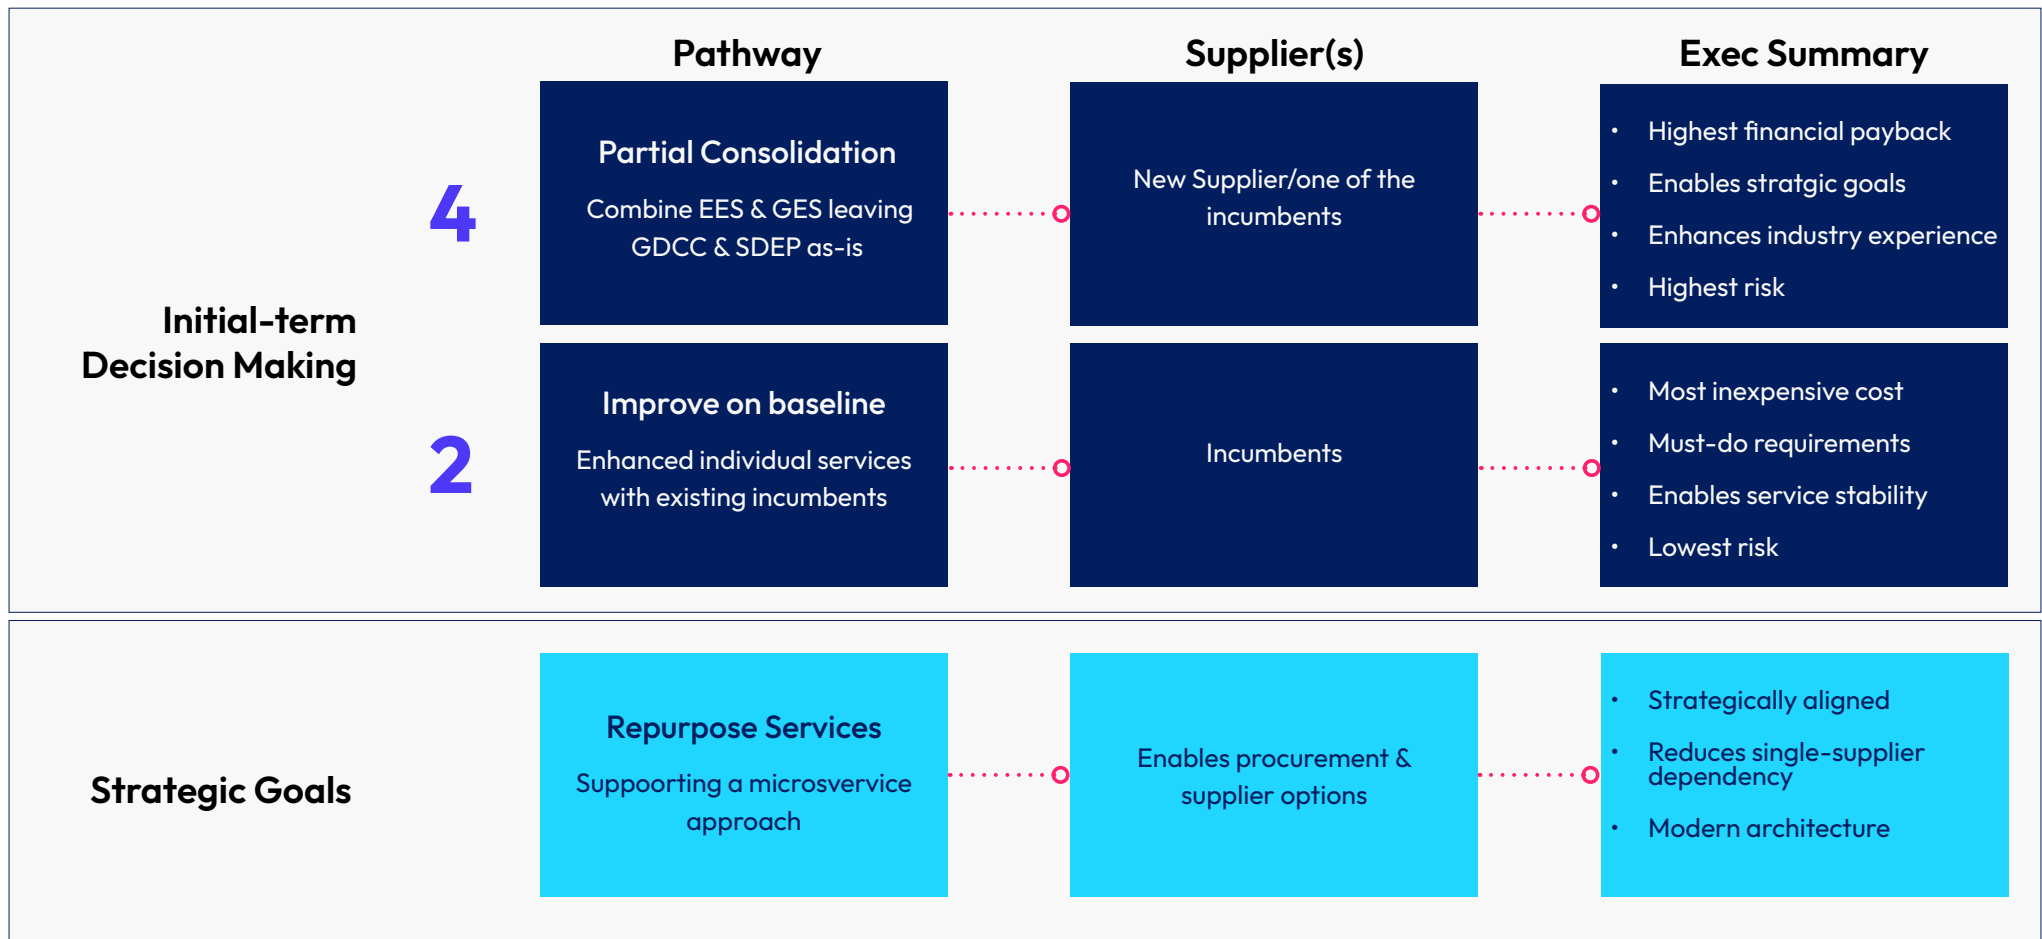 Pathway
Supplier(s)
Exec Summary
Initial-term
Decision Making
4
Partial Consolidation
Combine EES & GES leaving
GDCC & SDEP as-is
New Supplier/one of the
incumbents
• Highest financial payback
• Enables stratgic goals
• Enhances industry experience
• Highest risk
2
Improve on baseline
Enhanced individual services
with existing incumbents
Incumbents
• Most inexpensive cost
• Must-do requirements
• Enables service stability
• Lowest risk
Strategic Goals
Repurpose Services
Suppoorting a microsvervice
approach
Enables procurement &
supplier options
• Strategically aligned
• Reduces single-supplier
dependency
• Modern architecture